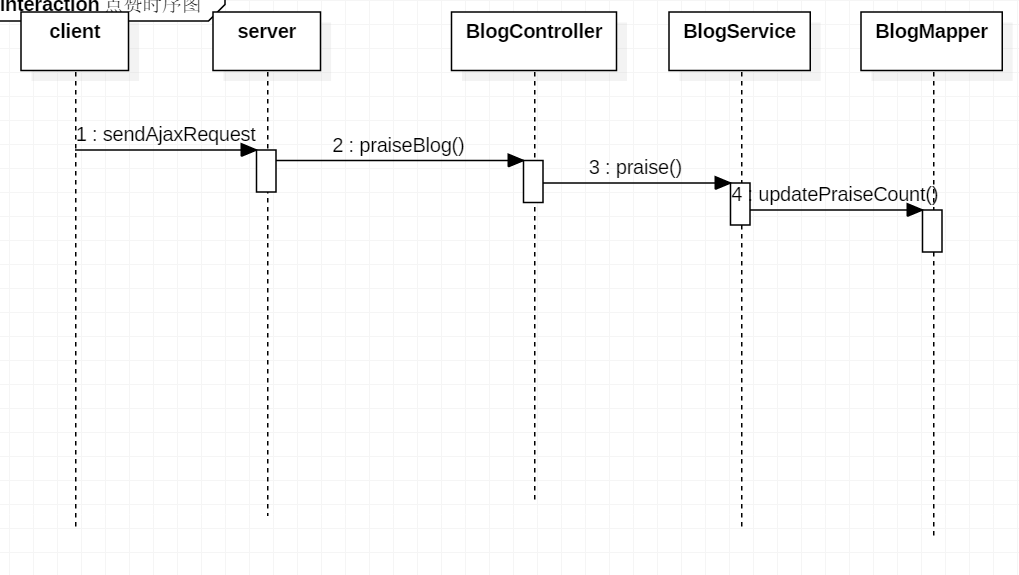 Interaction 点赞时序图
client
server
BlogController
BlogService
BlogMapper
1 : sendAjaxRequest
2 : praiseBlog()
3 : praise()
4 : updatePraiseCount()